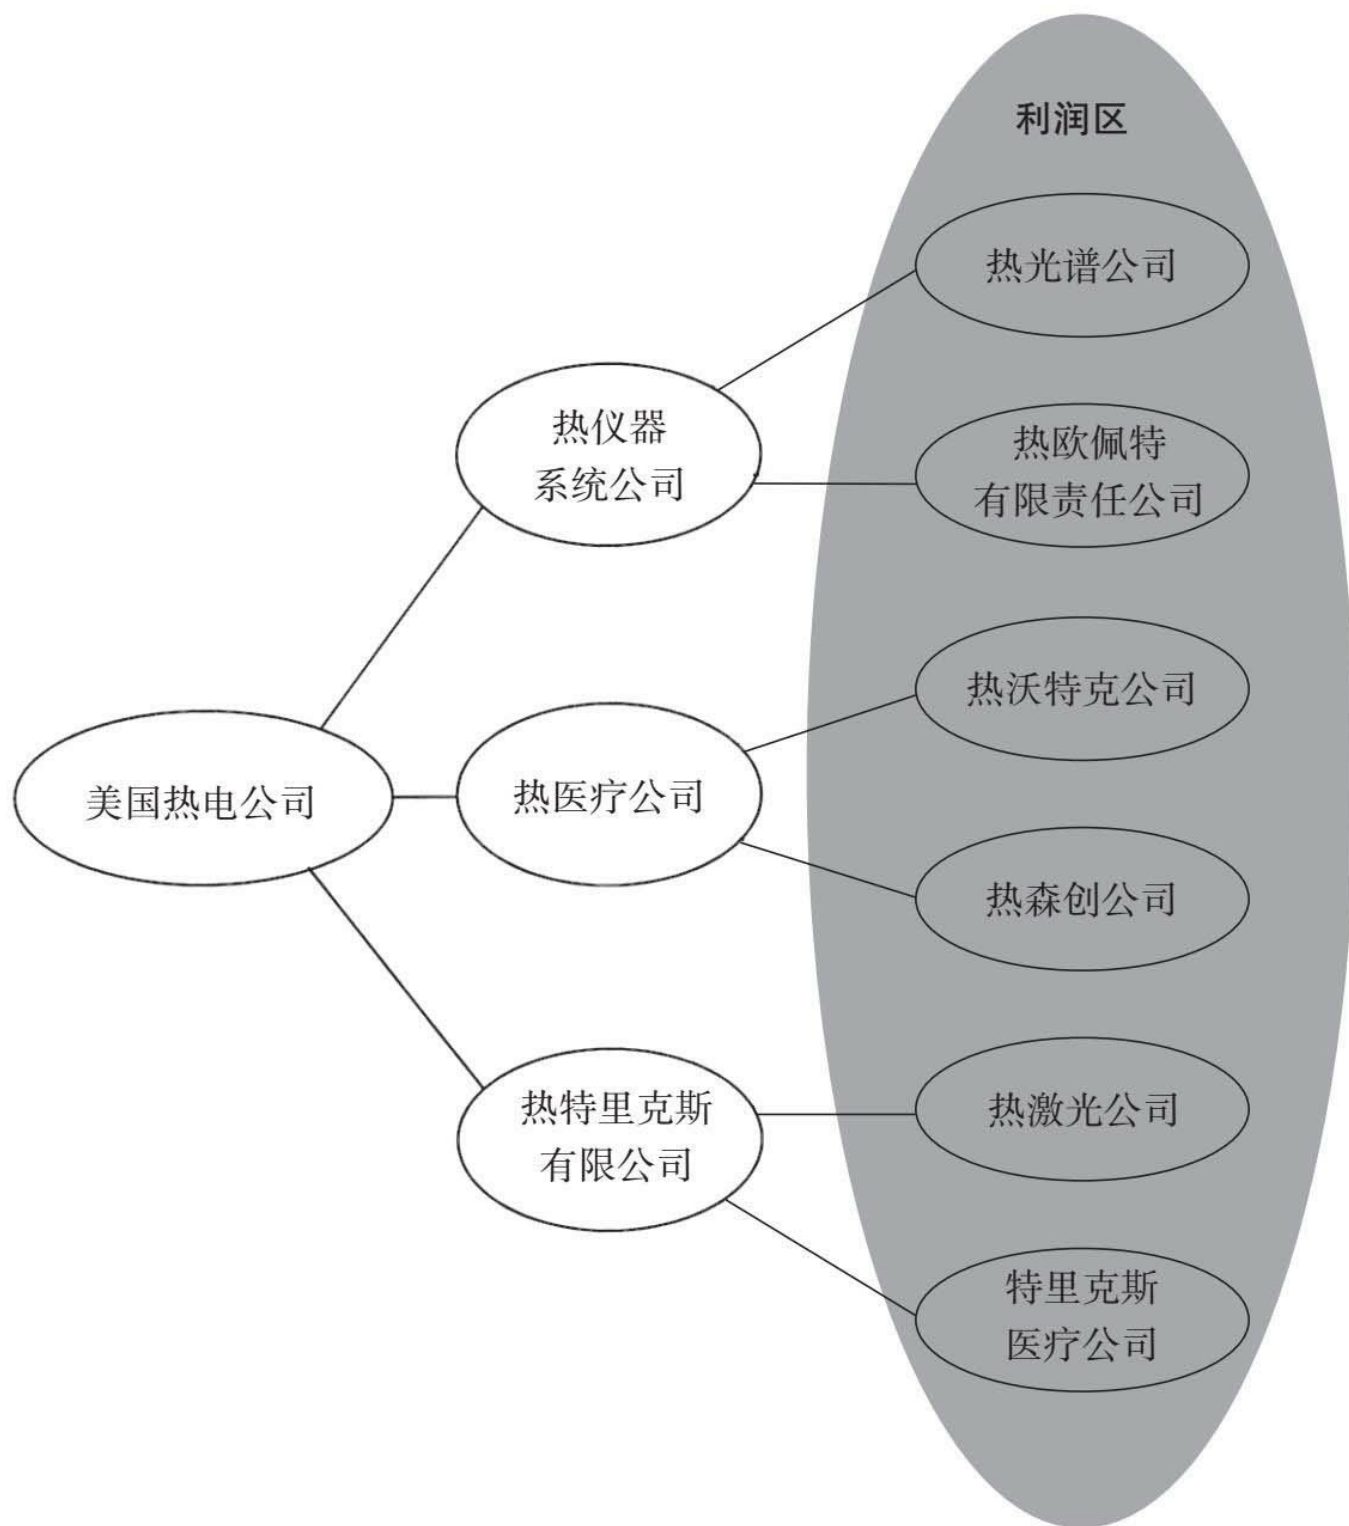 利润区
热光谱公司
热仪器
系统公司
热欧佩特
有限责任公司
热沃特克公司
美国热电公司
热医疗公司
热森创公司
热特里克斯
有限公司
热激光公司
特里克斯
医疗公司